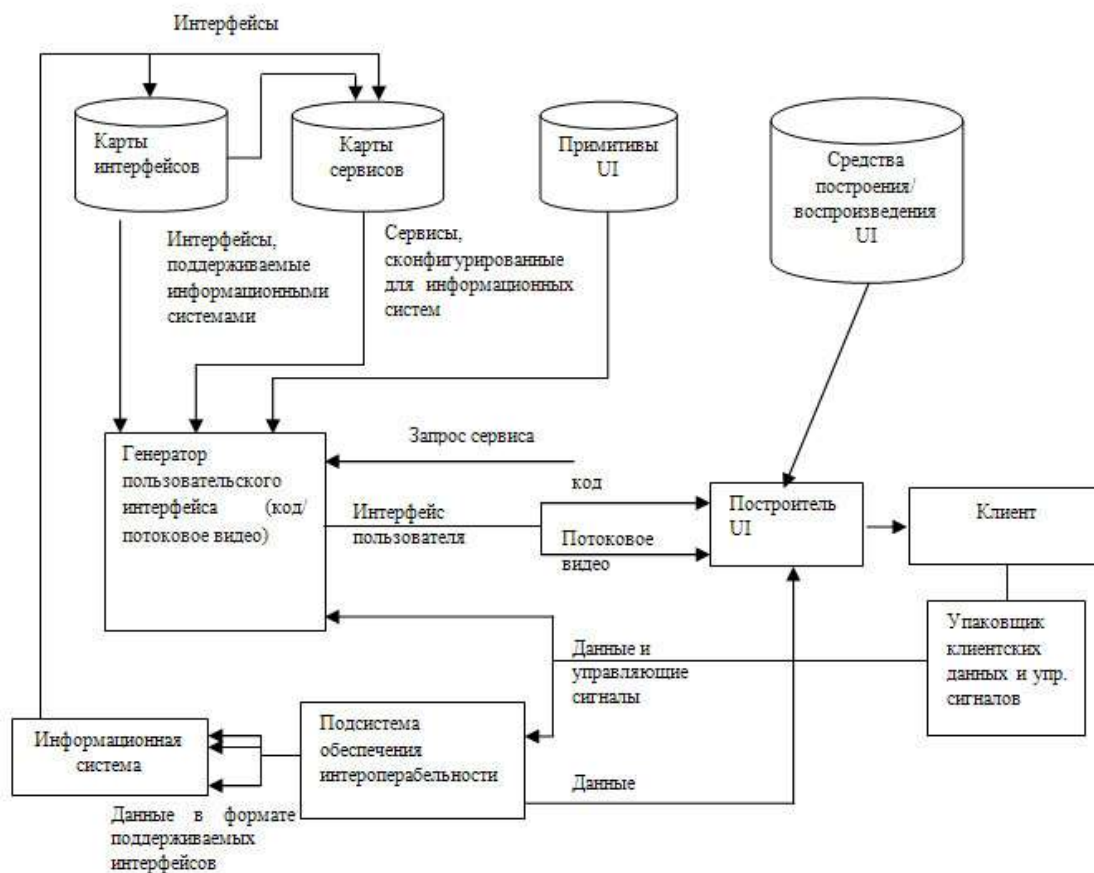 Интерфейсы
Карты
интерфейсов
Карты
сервисов
Примитивы
UI
Средства
построения/
воспроизведения
UI
Интерфейсы,
поддерживаемые
информационными
системами
Сервисы,
сконфигурированные
для информационных
систем
Генератор
пользовательского
интерфейса (код/
потоковое видео)
Запрос сервиса
код
Интерфейс
пользователя
Потоковое
видео
Построитель
UI
Клиент
Упаковщик
клиентских
данных и упр.
сигналов
Данные и
управляющие
сигналы
Информационная
система
Подсистема
обеспечения
интероперабельности
Данные
Данные в формате
поддерживаемых
интерфейсов